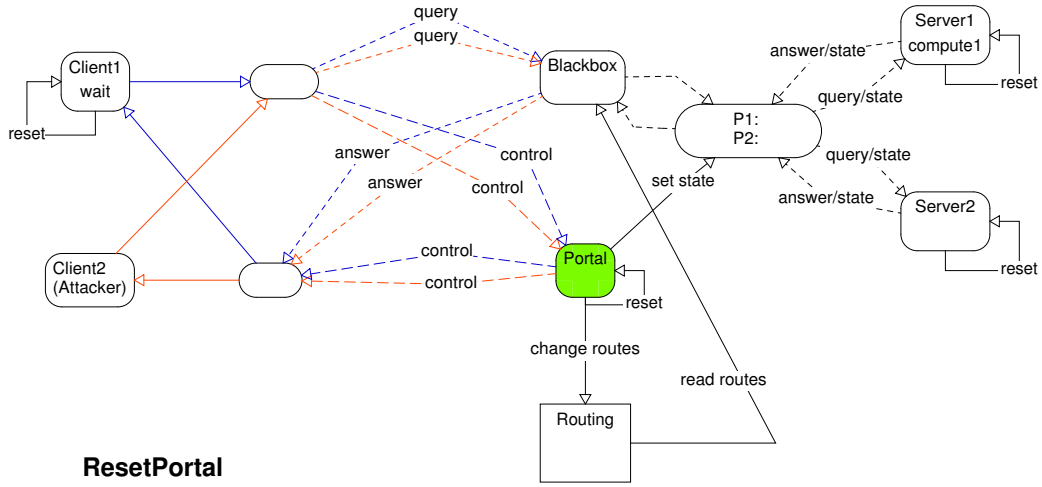 query
query
Client1
wait
reset
Blackbox
Server1
compute1
reset
answer/state
query/state
P1:
P2:
answer
answer
control
control
set state
query/state
answer/state
Server2
reset
Client2
(Attacker)
control
control
Portal
reset
change routes
read routes
Routing
ResetPortal